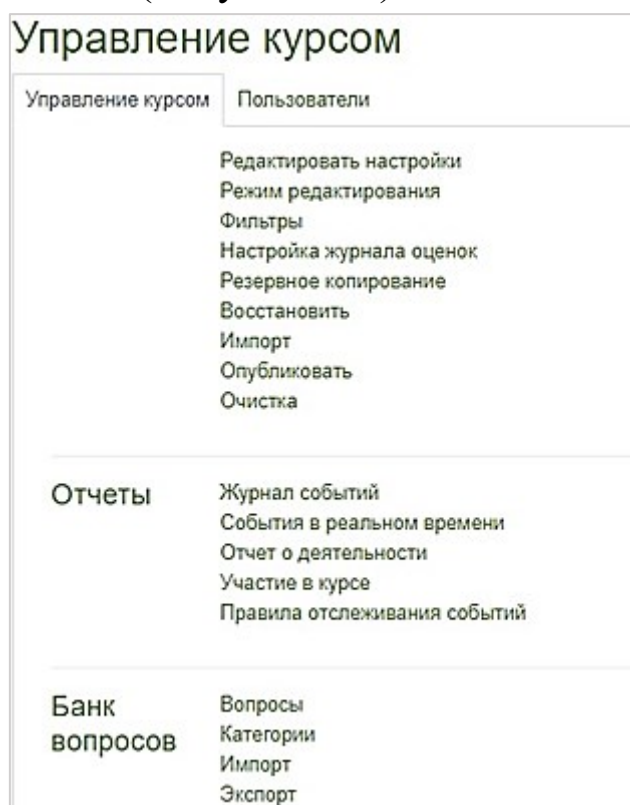 Управление курсом
Управление курсом Пользователи
Редактировать настройки
Режим редактирования
Фильтры
Настройка журнала оценок
Резервное копирование
Восстановить
Импорт
Опубликовать
Очистка
Отчеты
Журнал событий
События в реальном времени
Отчет о деятельности
Участие в курсе
Правила отслеживания событий
Банк
вопросов
Вопросы
Категории
Импорт
Экспорт